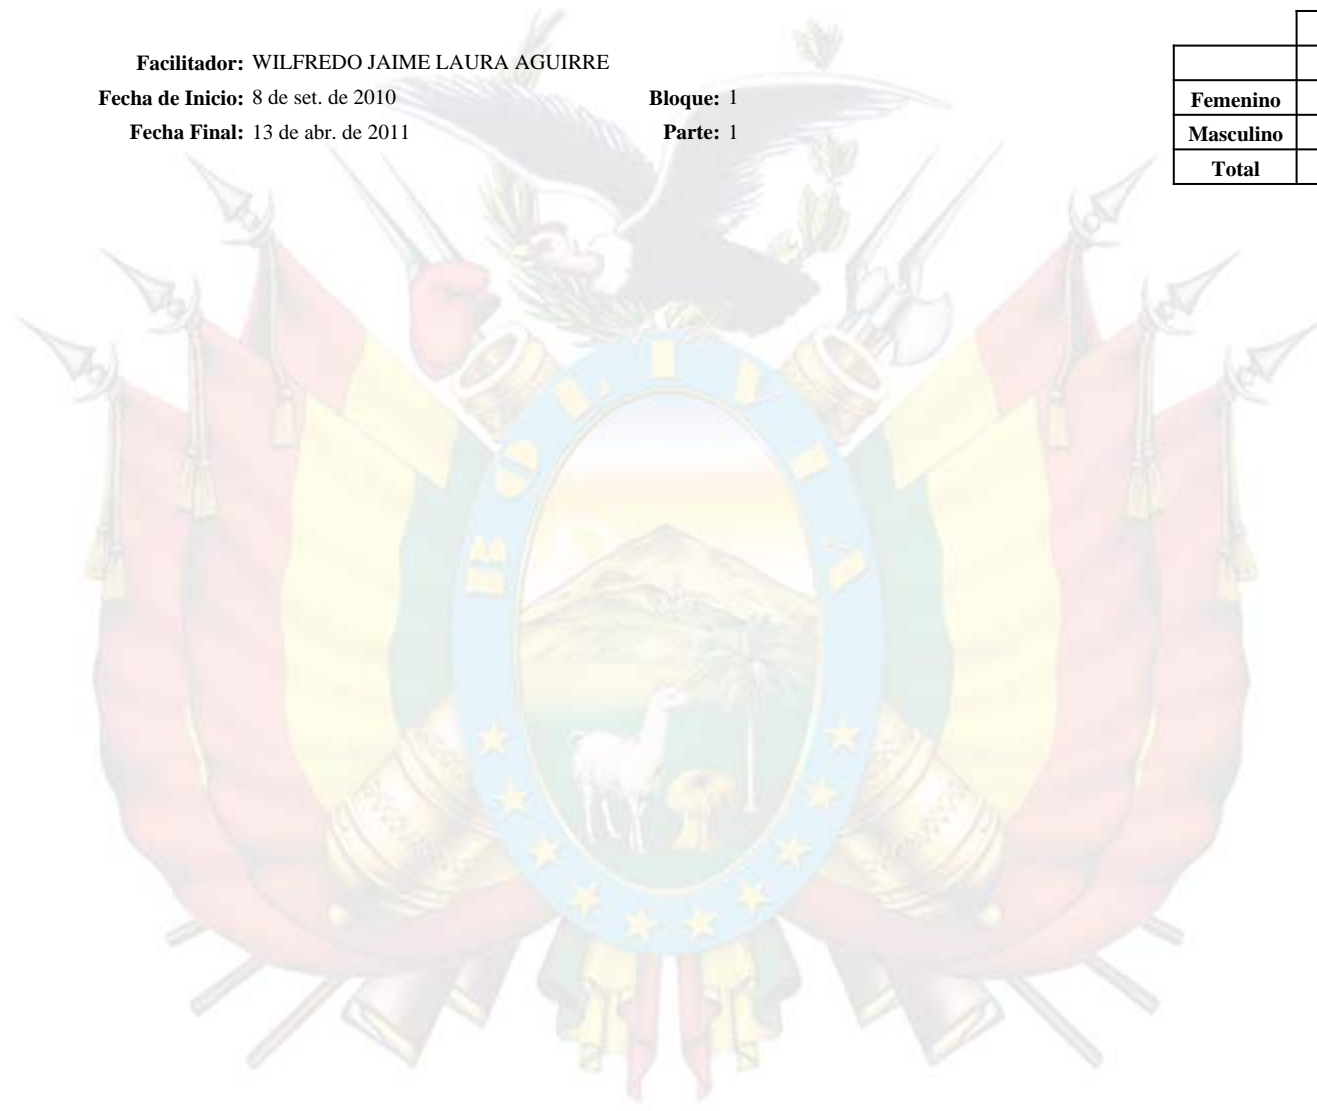 Facilitador: WILFREDO JAIME LAURA AGUIRRE
Fecha de Inicio: 8 de set. de 2010 Bloque: 1
Fecha Final: 13 de abr. de 2011 Parte: 1
Femenino
Masculino
Total
BOLIVIA